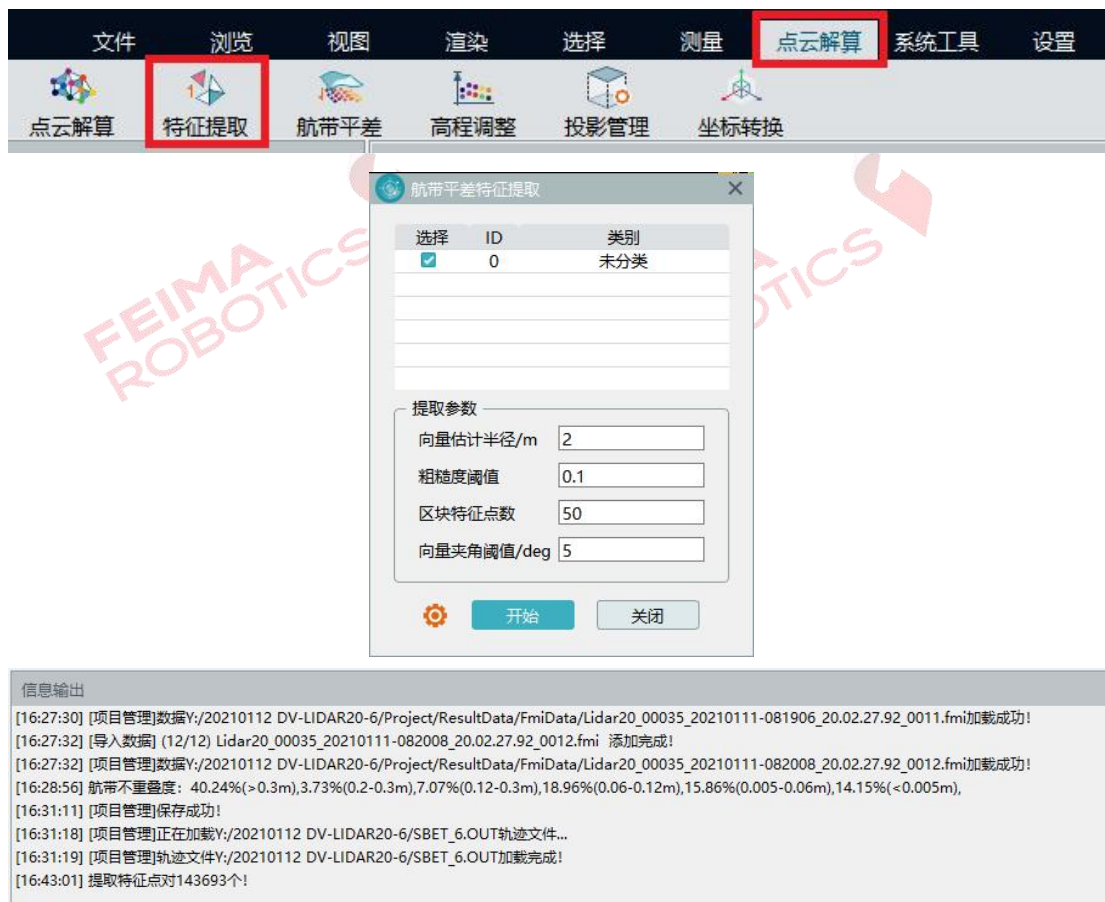 文件 浏览 视图 渲染 选择 测量 点云解算 系统工具 设置
点云解算 特征提取 航带平差 高程调整 投影管理 坐标转换
航带平差特征提取
选择 ID 类别
0 未分类
提取参数
向量估计半径/m 2
粗糙度阈值 0.1
区块特征点数 50
向量夹角阈值/deg 5
开始 关闭
FEIMA
ROBOTICS
信息输出
[16:27:30] [项目管理]数据Y:/20210112 DV-LIDAR20-6/Project/ResultData/FmiData/Lidar20_00035_20210111-081906_20.02.27.92_0011.fmi加载成功!
[16:27:32] [导入数据] (12/12) Lidar20_00035_20210111-082008_20.02.27.92_0012.fmi 添加完成!
[16:27:32] [项目管理]数据Y:/20210112 DV-LIDAR20-6/Project/ResultData/FmiData/Lidar20_00035_20210111-082008_20.02.27.92_0012.fmi加载成功!
[16:28:56] 航带不重叠度：40.24%(>0.3m),3.73%(0.2-0.3m),7.07%(0.12-0.3m),18.96%(0.06-0.12m),15.86%(0.005-0.06m),14.15%(<0.005m),
[16:31:11] [项目管理]保存成功!
[16:31:18] [项目管理]正在加载Y:/20210112 DV-LIDAR20-6/SBET_6.OUT轨迹文件...
[16:31:19] [项目管理]轨迹文件Y:/20210112 DV-LIDAR20-6/SBET_6.OUT加载完成!
[16:43:01] 提取特征点对143693个!